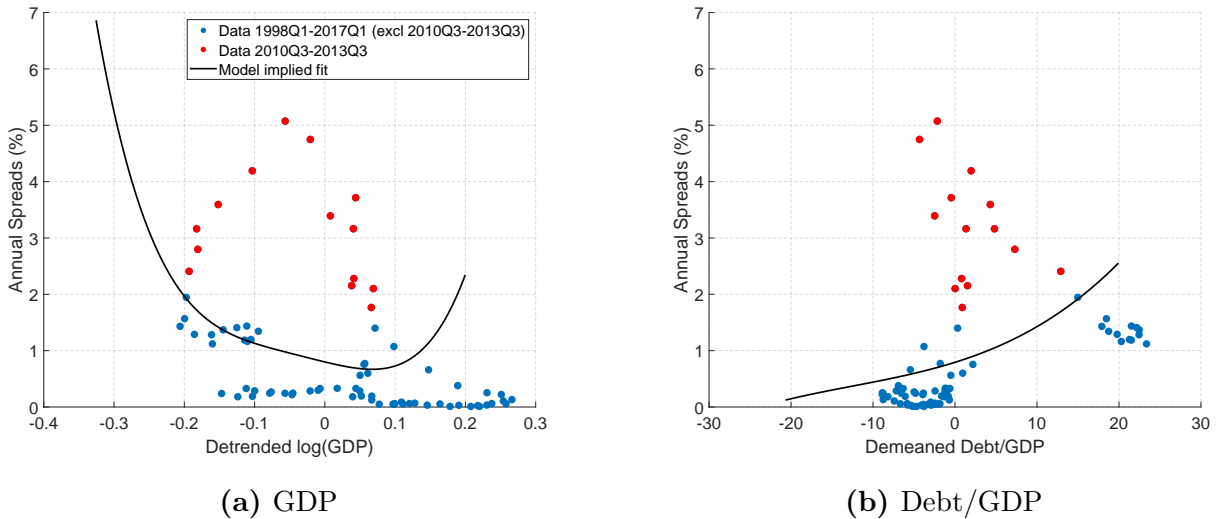 7
6
5
4
3
2
1
0
Annual Spreads (%)
-0.4 -0.3 -0.2 -0.1 0 0.1 0.2 0.3
Detrended log(GDP)
Data 1998Q1-2017Q1 (excl 2010Q3-2013Q3)
Data 2010Q3-2013Q3
Model implied fit
(a) GDP
7
6
5
4
3
2
1
0
Annual Spreads (%)
-30 -20 -10 0 10 20 30
Demeaned Debt/GDP
(b) Debt/GDP